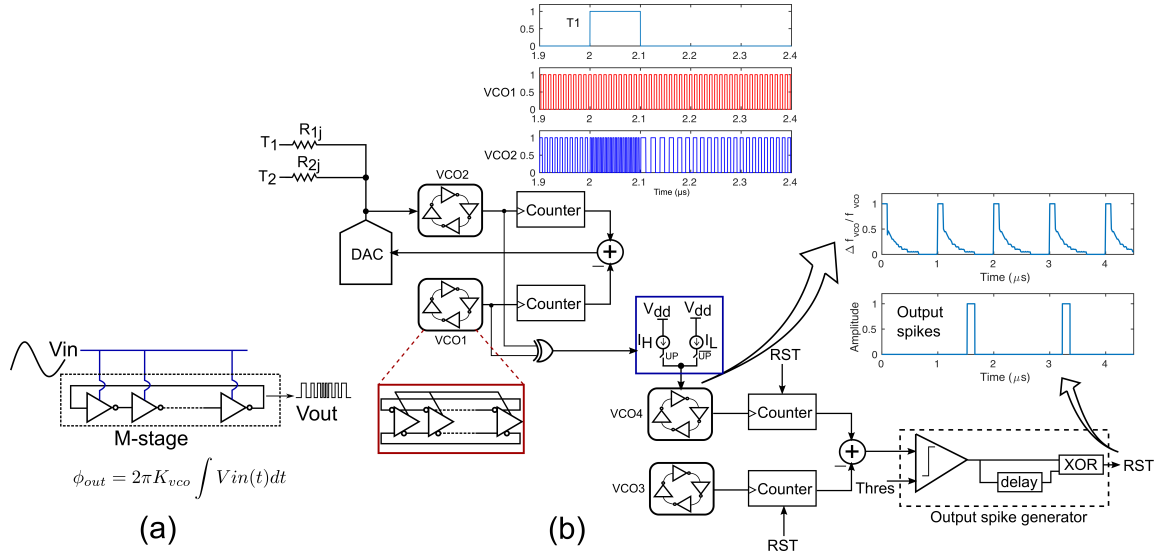 T1
1
0.5
0
1.9 2 2.1 2.2 2.3 2.4
VCO1
1
0.5
0
1.9 2 2.1 2.2 2.3 2.4
VCO2
1
0.5
0
1.9 2 2.1 2.2 2.3 2.4
Time (μs)
T1
R1j
T2
R2j
VCO2
Counter
DAC
+
−
VCO1
Counter
Δ fvco / fvco
1
0.5
0
0 1 2 3 4
Time (μs)
Output spikes
Amplitude
1
0.5
0
0 1 2 3 4
Time (μs)
Vdd Vdd
IH IL
UP UP
RST
VCO4
Counter
+
−
VCO3
Counter
RST
Thres
delay
XOR
RST
Output spike generator
Vin
Vout
M-stage
ϕout = 2πKvco ∫ Vin(t)dt
(a)
(b)